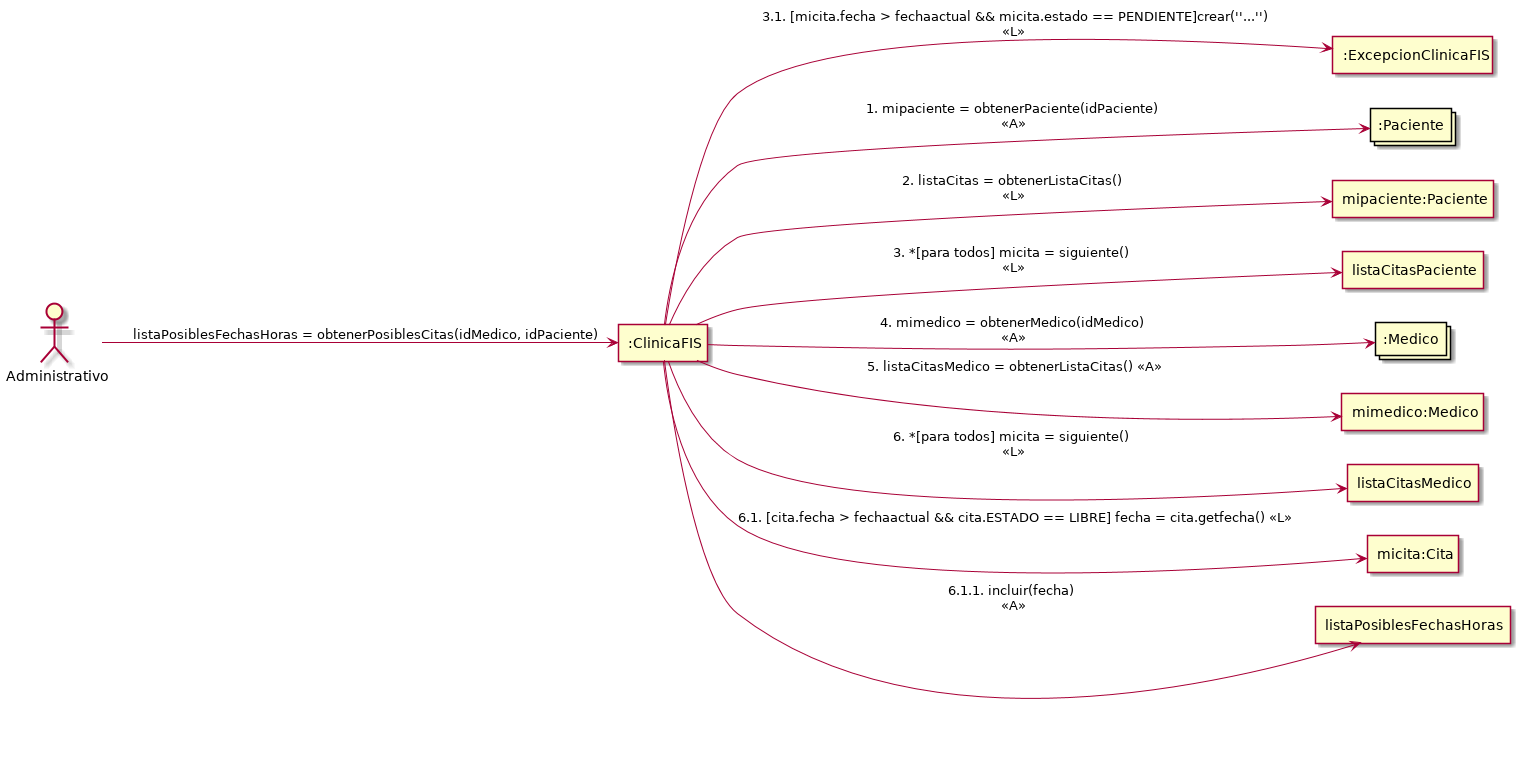 3.1. [micita.fecha > fechaactual && micita.estado == PENDIENTE]crear(''...'')
«L»
:ExcepcionClinicaFIS
1. mipaciente = obtenerPaciente(idPaciente)
«A»
:Paciente
2. listaCitas = obtenerListaCitas()
«L»
mipaciente:Paciente
3. *[para todos] micita = siguiente()
«L»
listaCitasPaciente
listaPosiblesFechasHoras = obtenerPosiblesCitas(idMedico, idPaciente)
Administrativo
:ClinicaFIS
4. mimedico = obtenerMedico(idMedico)
«A»
:Medico
5. listaCitasMedico = obtenerListaCitas() «A»
mimedico:Medico
6. *[para todos] micita = siguiente()
«L»
listaCitasMedico
6.1. [cita.fecha > fechaactual && cita.ESTADO == LIBRE] fecha = cita.getfecha() «L»
micita:Cita
6.1.1. incluir(fecha)
«A»
listaPosiblesFechasHoras